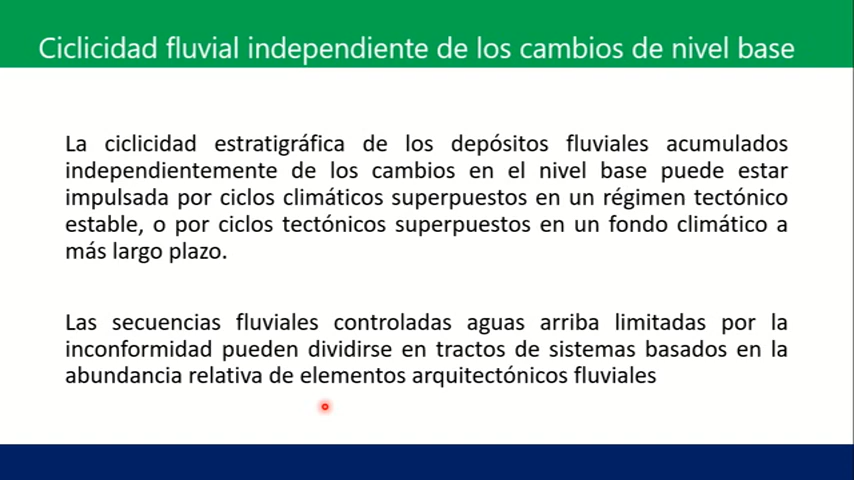 Ciclicidad fluvial independiente de los cambios de nivel base
La ciclicidad estratigráfica de los depósitos fluviales acumulados
independientemente de los cambios en el nivel base puede estar
impulsada por ciclos climáticos superpuestos en un régimen tectónico
estable, o por ciclos tectónicos superpuestos en un fondo climático a
más largo plazo.
Las secuencias fluviales controladas aguas arriba limitadas por la
inconformidad pueden dividirse en tractos de sistemas basados en la
abundancia relativa de elementos arquitectónicos fluviales